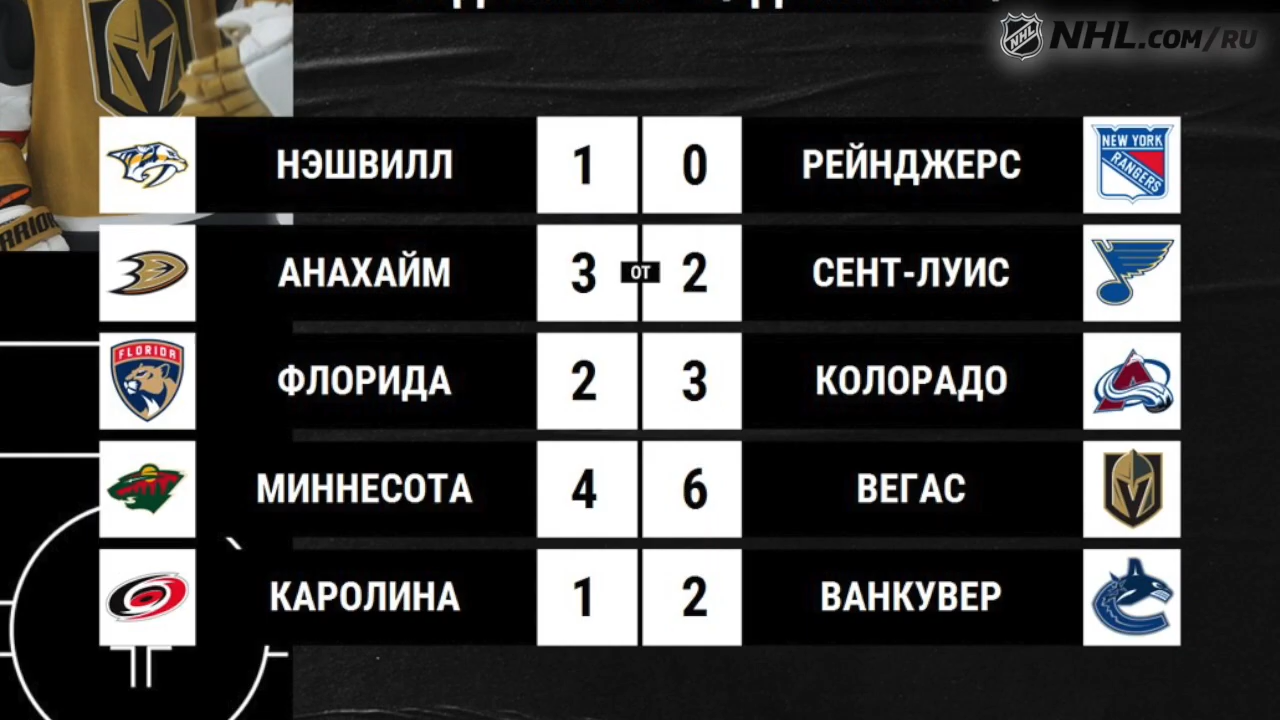 NHL NHL.COM/RU
НЭШВИЛЛ 1 0 РЕЙНДЖЕРС NEW YORK RANGERS
АНАХАЙМ 3 ОТ 2 СЕНТ-ЛУИС
FLORIDA ФЛОРИДА 2 3 КОЛОРАДО
МИННЕСОТА 4 6 ВЕГАС
КАРОЛИНА 1 2 ВАНКУВЕР